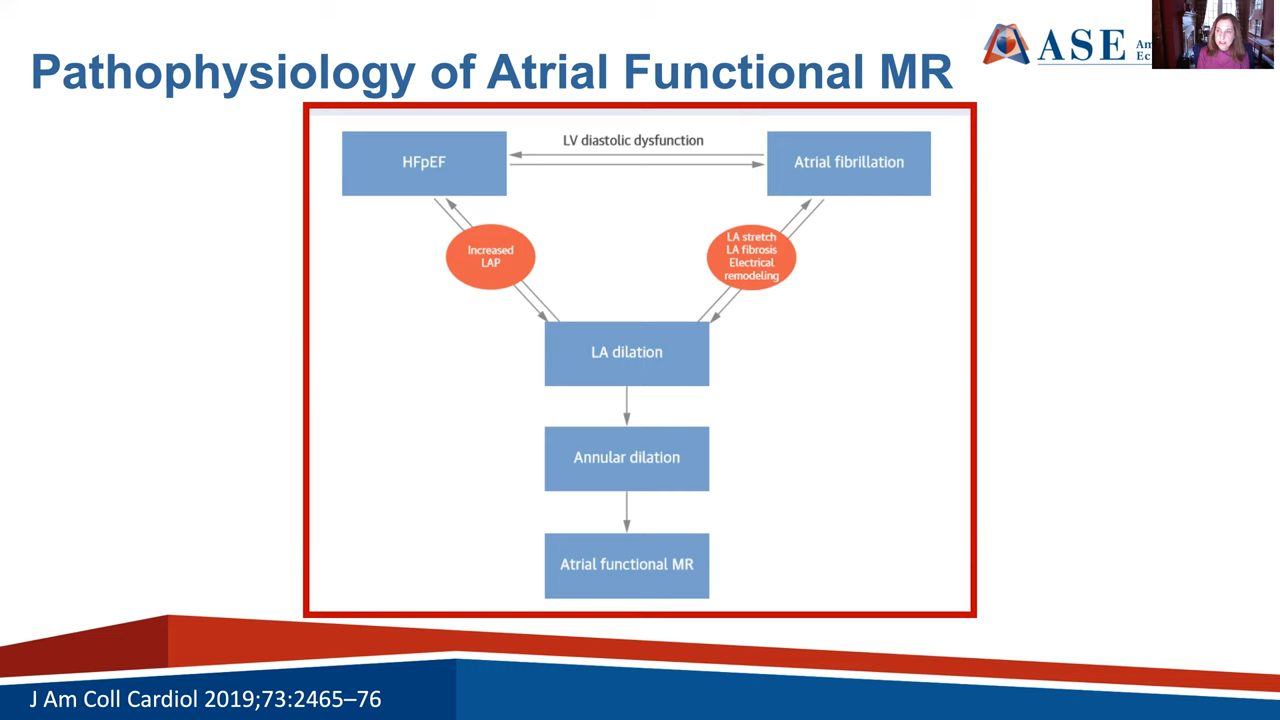 Pathophysiology of Atrial Functional MR
ASE
HFpEF
LV diastolic dysfunction
Atrial fibrillation
Increased
LAP
LA stretch
LA fibrosis
Electrical
remodeling
LA dilation
Annular dilation
Atrial functional MR
J Am Coll Cardiol 2019;73:2465–76